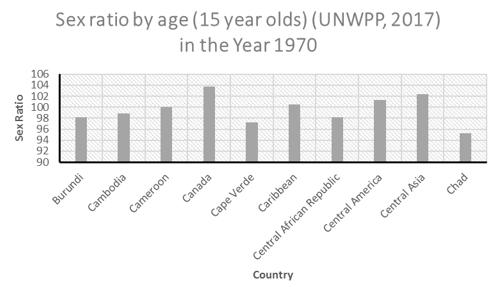 Sex ratio by age (15 year olds) (UNWPP, 2017)
in the Year 1970
106
104
102
100
98
96
94
92
90
Sex Ratio
Burundi
Cambodia
Cameroon
Canada
Cape Verde
Caribbean
Central African Republic
Central America
Central Asia
Chad
Country